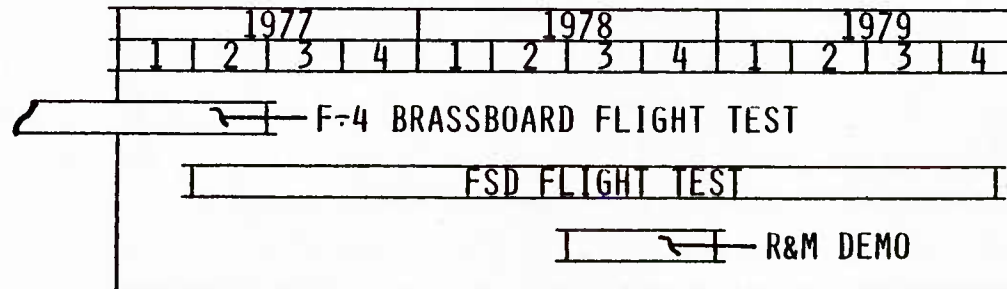 1977 1978 1979
1 2 3 4 1 2 3 4 1 2 3 4
F-4 BRASSBOARD FLIGHT TEST
FSD FLIGHT TEST
R&M DEMO